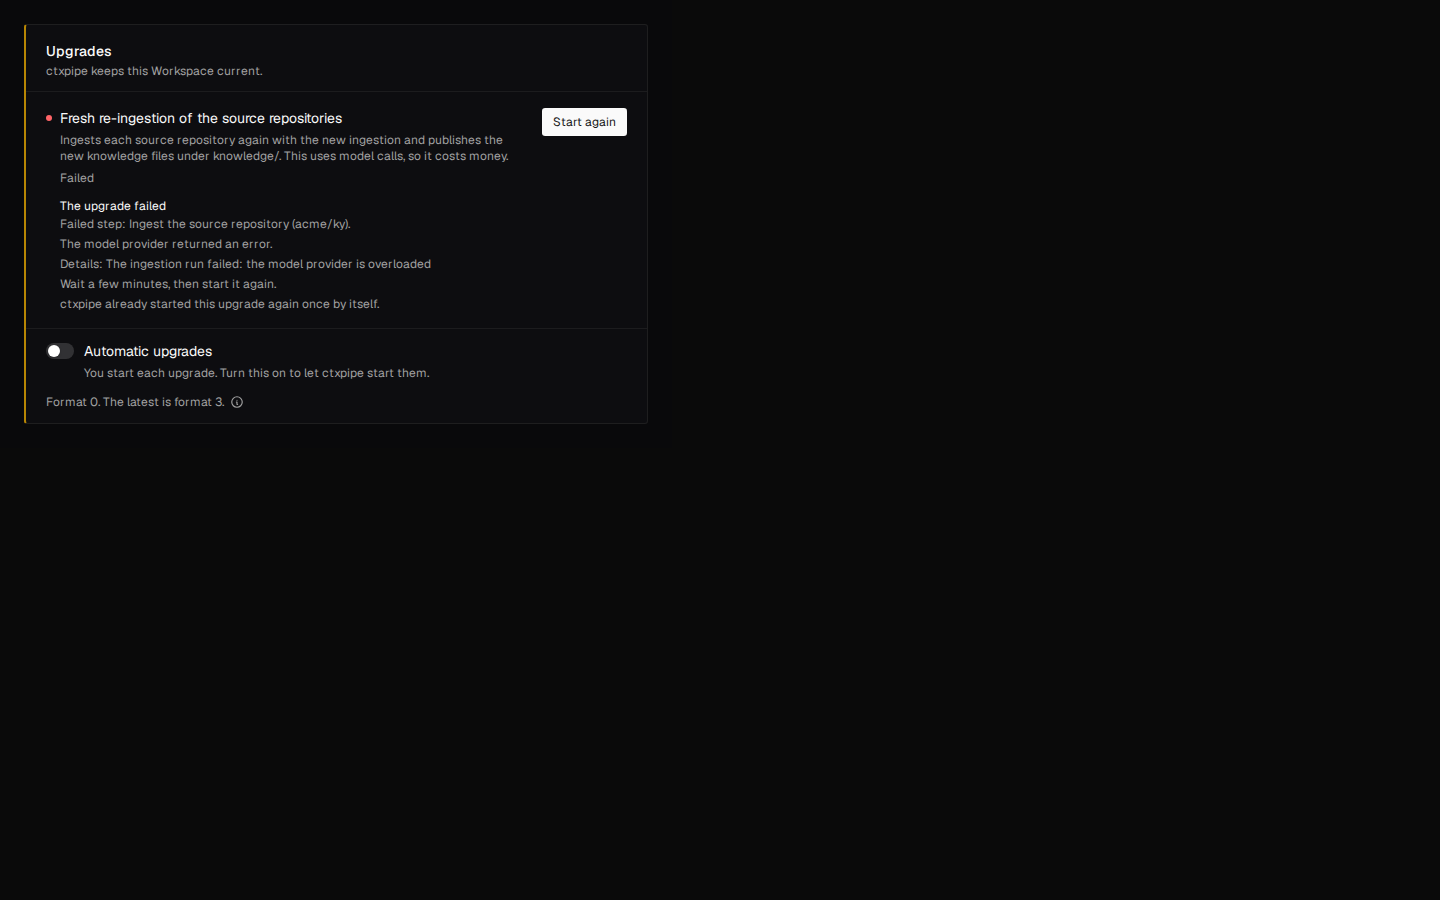 Upgrades
ctxpipe keeps this Workspace current.
Fresh re-ingestion of the source repositories
Start again
Ingests each source repository again with the new ingestion and publishes the
new knowledge files under knowledge/. This uses model calls, so it costs money.
Failed
The upgrade failed
Failed step: Ingest the source repository (acme/ky).
The model provider returned an error.
Details: The ingestion run failed: the model provider is overloaded
Wait a few minutes, then start it again.
ctxpipe already started this upgrade again once by itself.
Automatic upgrades
You start each upgrade. Turn this on to let ctxpipe start them.
Format 0. The latest is format 3.